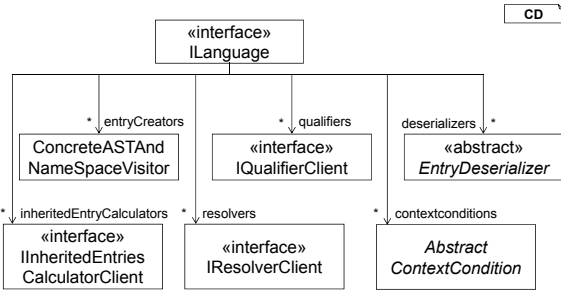 CD
«interface»
ILanguage
* entryCreators
* qualifiers
deserializers *
ConcreteASTAnd
NameSpaceVisitor
«interface»
IQualifierClient
«abstract»
EntryDeserializer
* inheritedEntryCalculators
* resolvers
* contextconditions
«interface»
IInheritedEntries
CalculatorClient
«interface»
IResolverClient
Abstract
ContextCondition